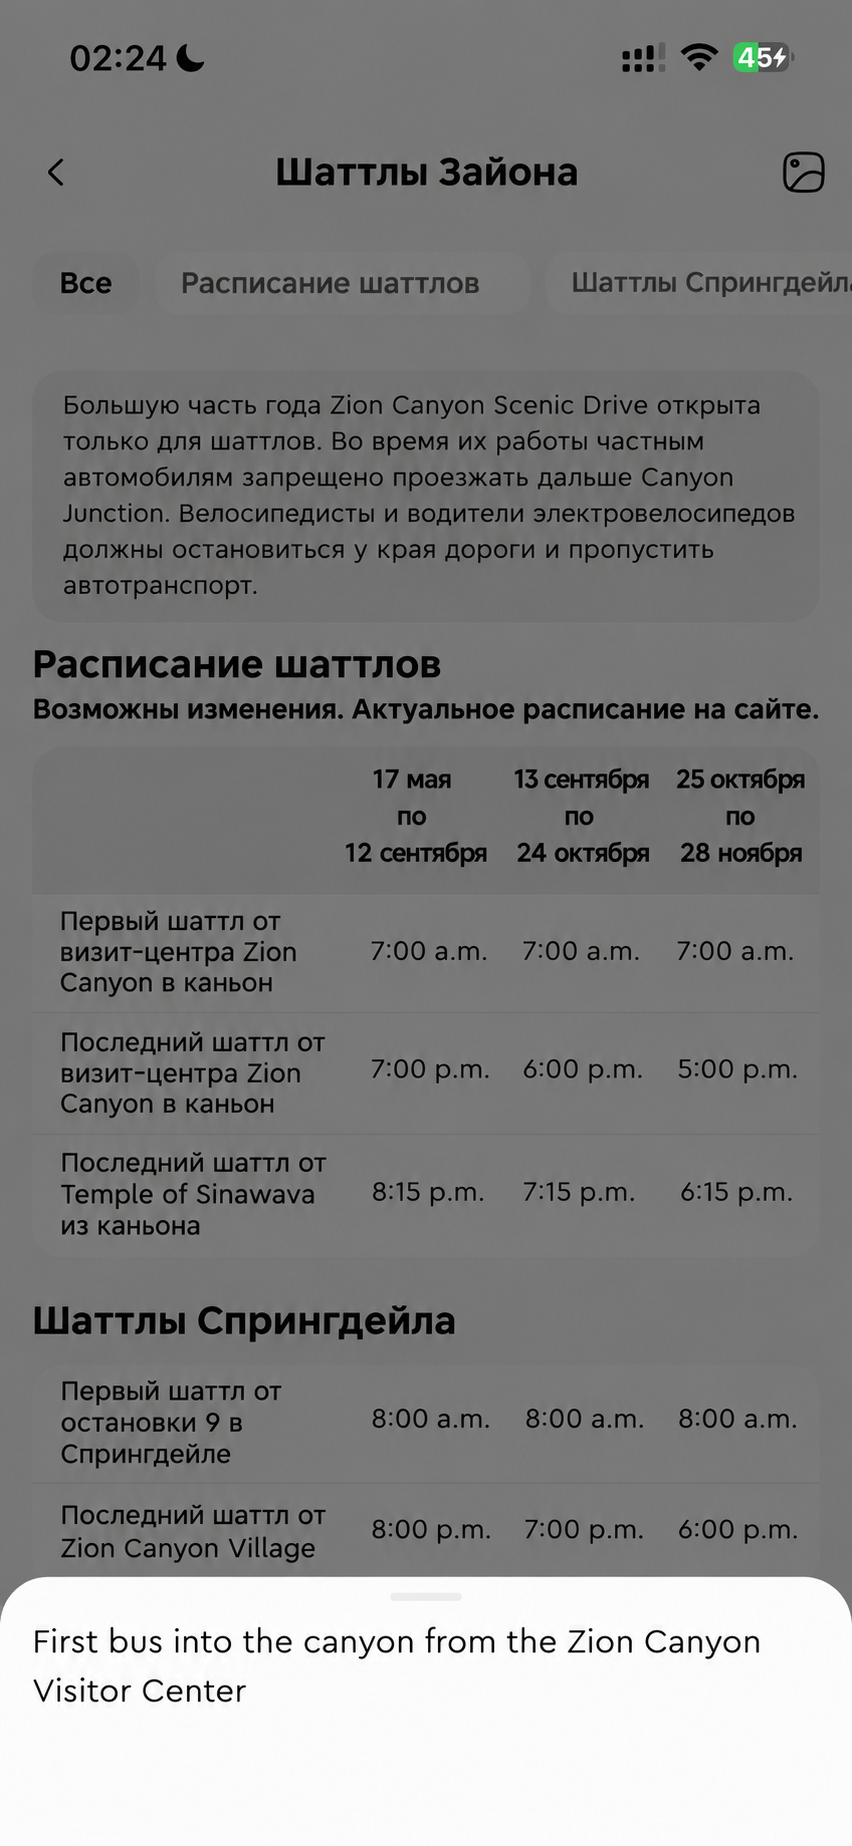 02:24
45
Шаттлы Зайона
Все
Расписание шаттлов
Шаттлы Спрингдейла
Большую часть года Zion Canyon Scenic Drive открыта
только для шаттлов. Во время их работы частным
автомобилям запрещено проезжать дальше Canyon
Junction. Велосипедисты и водители электровелосипедов
должны остановиться у края дороги и пропустить
автотранспорт.
Расписание шаттлов
Возможны изменения. Актуальное расписание на сайте.
17 мая
по
12 сентября
13 сентября
по
24 октября
25 октября
по
28 ноября
Первый шаттл от
визит-центра Zion
Canyon в каньон
7:00 a.m.
7:00 a.m.
7:00 a.m.
Последний шаттл от
визит-центра Zion
Canyon в каньон
7:00 p.m.
6:00 p.m.
5:00 p.m.
Последний шаттл от
Temple of Sinawava
из каньона
8:15 p.m.
7:15 p.m.
6:15 p.m.
Шаттлы Спрингдейла
Первый шаттл от
остановки 9 в
Спрингдейле
8:00 a.m.
8:00 a.m.
8:00 a.m.
Последний шаттл от
Zion Canyon Village
8:00 p.m.
7:00 p.m.
6:00 p.m.
First bus into the canyon from the Zion Canyon
Visitor Center